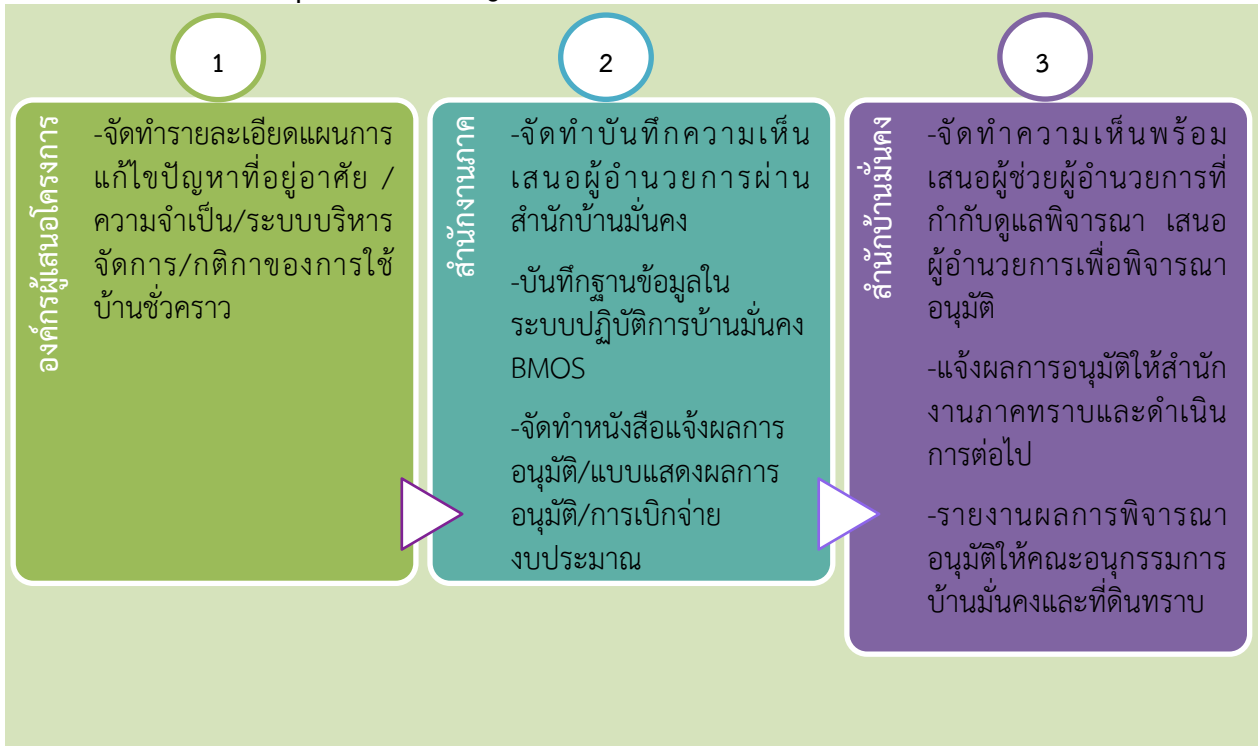 1
องค์กรผู้เสนอโครงการ
-จัดทำรายละเอียดแผนการ
แก้ไขปัญหาที่อยู่อาศัย /
ความจำเป็น/ระบบบริหาร
จัดการ/กติกาของการใช้
บ้านชั่วคราว
2
สำนักงานภาค
-จัดทำบันทึกความเห็น
เสนอผู้อำนวยการผ่าน
สำนักบ้านมั่นคง
-บันทึกฐานข้อมูลใน
ระบบปฏิบัติการบ้านมั่นคง
BMOS
-จัดทำหนังสือแจ้งผลการ
อนุมัติ/แบบแสดงผลการ
อนุมัติ/การเบิกจ่าย
งบประมาณ
3
สำนักบ้านมั่นคง
-จัดทำความเห็นพร้อม
เสนอผู้ช่วยผู้อำนวยการที่
กำกับดูแลพิจารณา เสนอ
ผู้อำนวยการเพื่อพิจารณา
อนุมัติ
-แจ้งผลการอนุมัติให้สำนัก
งานภาคทราบและดำเนิน
การต่อไป
-รายงานผลการพิจารณา
อนุมัติให้คณะอนุกรรมการ
บ้านมั่นคงและที่ดินทราบ